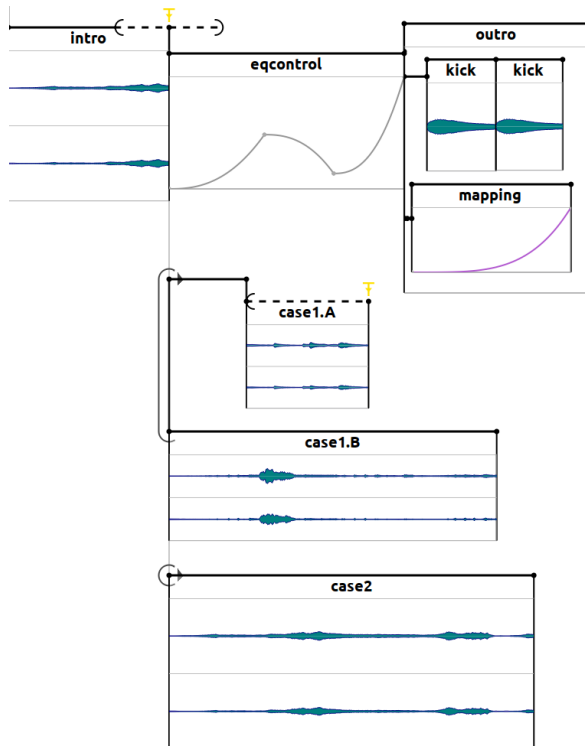 intro
outro
eqcontrol
kick
kick
mapping
case1.A
case1.B
case2